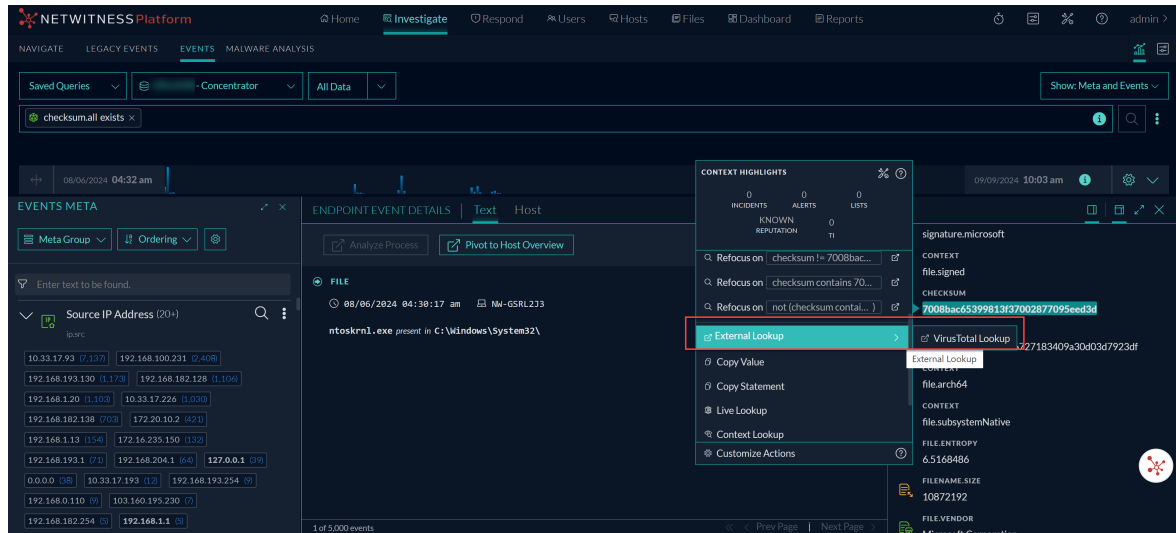 NETWITNESS Platform
Home Investigate Respond Users Hosts Files Dashboard Reports admin >
NAVIGATE LEGACY EVENTS EVENTS MALWARE ANALYSIS
Saved Queries - Concentrator All Data Show: Meta and Events
checksum.all exists ×
08/06/2024 04:32 am 09/09/2024 10:03 am
EVENTS META
Meta Group Ordering
Enter text to be found.
Source IP Address (20+)
ip.src
10.33.17.93 (7,137) 192.168.100.231 (2,408)
192.168.193.130 (1,173) 192.168.182.128 (1,106)
192.168.1.20 (1,103) 10.33.17.226 (1,030)
192.168.182.138 (703) 172.20.10.2 (421)
192.168.1.13 (154) 172.16.235.150 (132)
192.168.193.1 (71) 192.168.204.1 (64) 127.0.0.1 (39)
0.0.0.0 (38) 10.33.17.193 (12) 192.168.193.254 (9)
192.168.0.110 (9) 103.160.195.230 (7)
192.168.182.254 (5) 192.168.1.1 (5)
ENDPOINT EVENT DETAILS Text Host
Analyze Process Pivot to Host Overview
FILE
08/06/2024 04:30:17 am NW-GSRL2J3
ntoskrnl.exe present in C:\Windows\System32\
1 of 5,000 events << < Prev Page | Next Page >
CONTEXT HIGHLIGHTS
0 0 0
INCIDENTS ALERTS LISTS
KNOWN 0
REPUTATION TI
Refocus on checksum != 7008bac...
Refocus on checksum contains 70...
Refocus on not (checksum contai... )
External Lookup >
VirusTotal Lookup
External Lookup
Copy Value
Copy Statement
Live Lookup
Context Lookup
Customize Actions
signature.microsoft
CONTEXT
file.signed
CHECKSUM
7008bac65399813f37002877095eed3d
727183409a30d03d7923df
CONTEXT
file.arch64
CONTEXT
file.subsystemNative
FILE.ENTROPY
6.5168486
FILENAME.SIZE
10872192
FILE.VENDOR
Microsoft Corporation